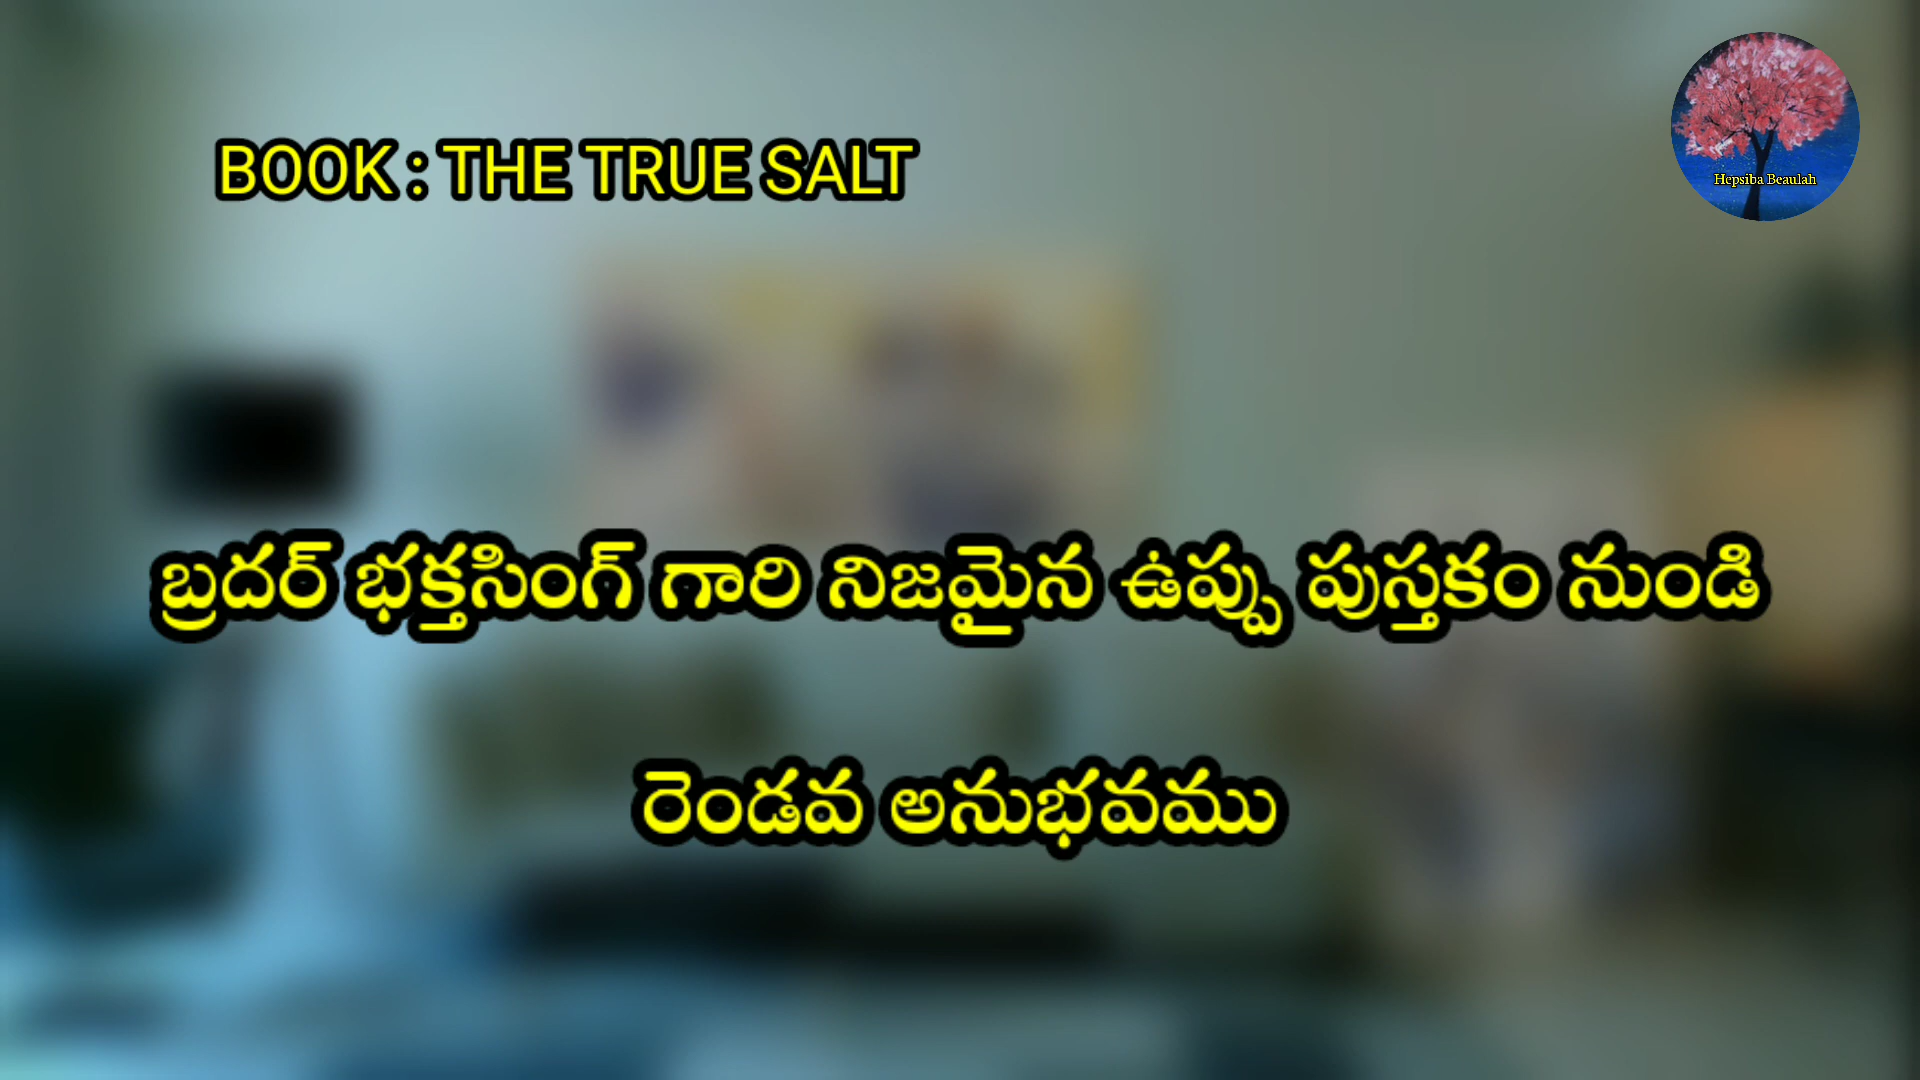 BOOK : THE TRUE SALT
Hepsiba Beaulah
బ్రదర్ భక్తసింగ్ గారి నిజమైన ఉప్పు పుస్తకం నుండి
రెండవ అనుభవము